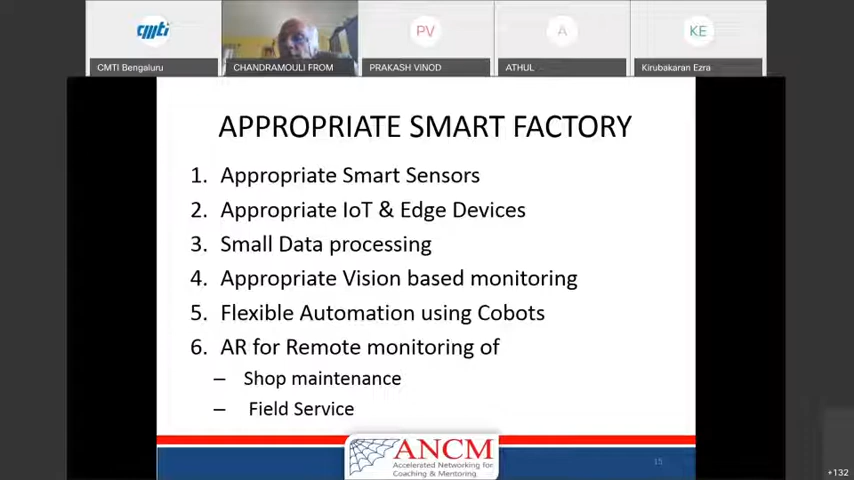 cmti
PV
A
KE
CMTI Bengaluru
CHANDRAMOULI FROM
PRAKASH VINOD
ATHUL
Kirubakaran Ezra
APPROPRIATE SMART FACTORY
1. Appropriate Smart Sensors
2. Appropriate IoT & Edge Devices
3. Small Data processing
4. Appropriate Vision based monitoring
5. Flexible Automation using Cobots
6. AR for Remote monitoring of
– Shop maintenance
– Field Service
ANCM
Accelerated Networking for
Coaching & Mentoring
15
+132